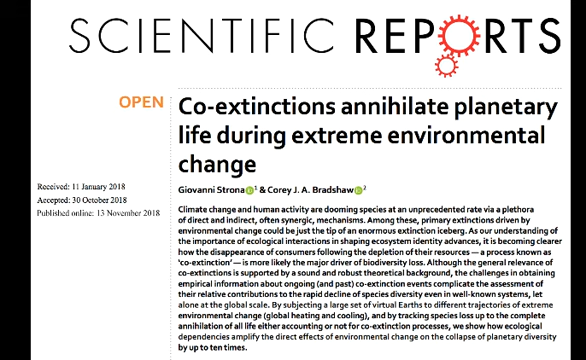 SCIENTIFIC REPORTS
OPEN
Co-extinctions annihilate planetary
life during extreme environmental
change
Received: 11 January 2018
Accepted: 30 October 2018
Published online: 13 November 2018
Giovanni Strona1 & Corey J. A. Bradshaw2
Climate change and human activity are dooming species at an unprecedented rate via a plethora
of direct and indirect, often synergic, mechanisms. Among these, primary extinctions driven by
environmental change could be just the tip of an enormous extinction iceberg. As our understanding
of the importance of ecological interactions in shaping ecosystem identity advances, it is becoming clearer
how the disappearance of consumers following the depletion of their resources — a process known as
‘co-extinction’ — is more likely the major driver of biodiversity loss. Although the general relevance
of co-extinctions is supported by a sound and robust theoretical background, the challenges in obtaining
empirical information about ongoing (and past) co-extinction events complicate the assessment of
their relative contributions to the rapid decline of species diversity even in well-known systems, let
alone at the global scale. By subjecting a large set of virtual Earths to different trajectories of extreme
environmental change (global heating and cooling), and by tracking species loss up to the complete
annihilation of all life either accounting or not for co-extinction processes, we show how ecological
dependencies amplify the direct effects of environmental change on the collapse of planetary diversity
by up to ten times.